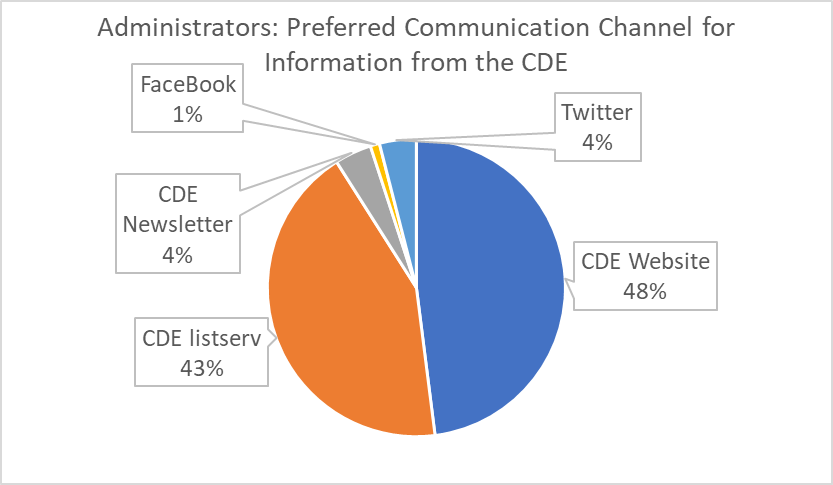 Administrators: Preferred Communication Channel for
Information from the CDE
FaceBook
1%
Twitter
4%
CDE
Newsletter
4%
CDE Website
48%
CDE listserv
43%